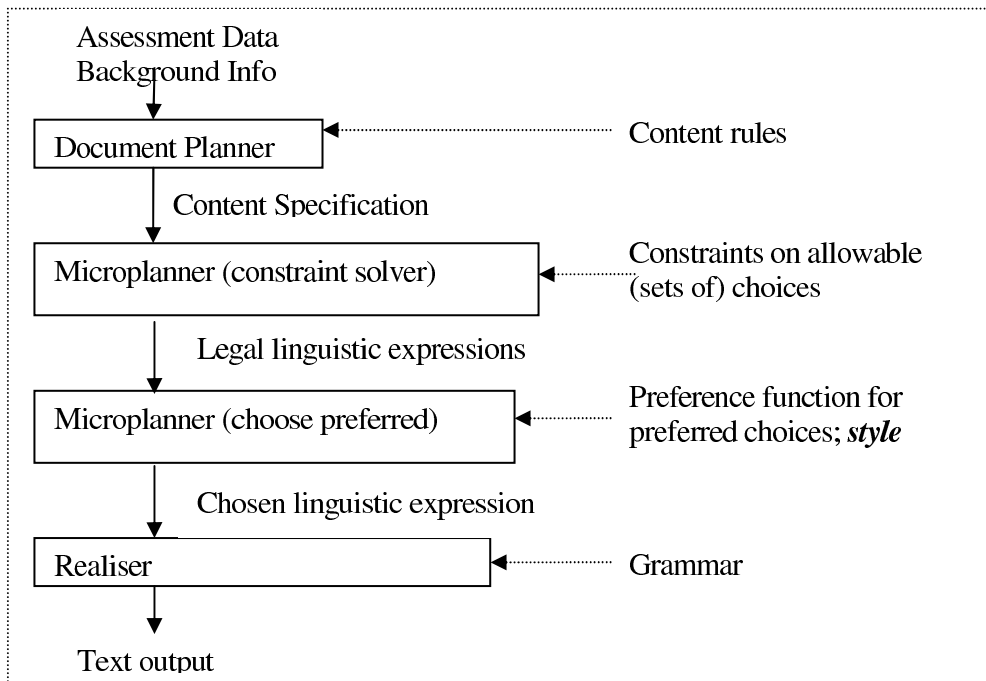 Assessment Data
Background Info
Document Planner
Content rules
Content Specification
Microplanner (constraint solver)
Constraints on allowable
(sets of) choices
Legal linguistic expressions
Microplanner (choose preferred)
Preference function for
preferred choices; style
Chosen linguistic expression
Realiser
Grammar
Text output